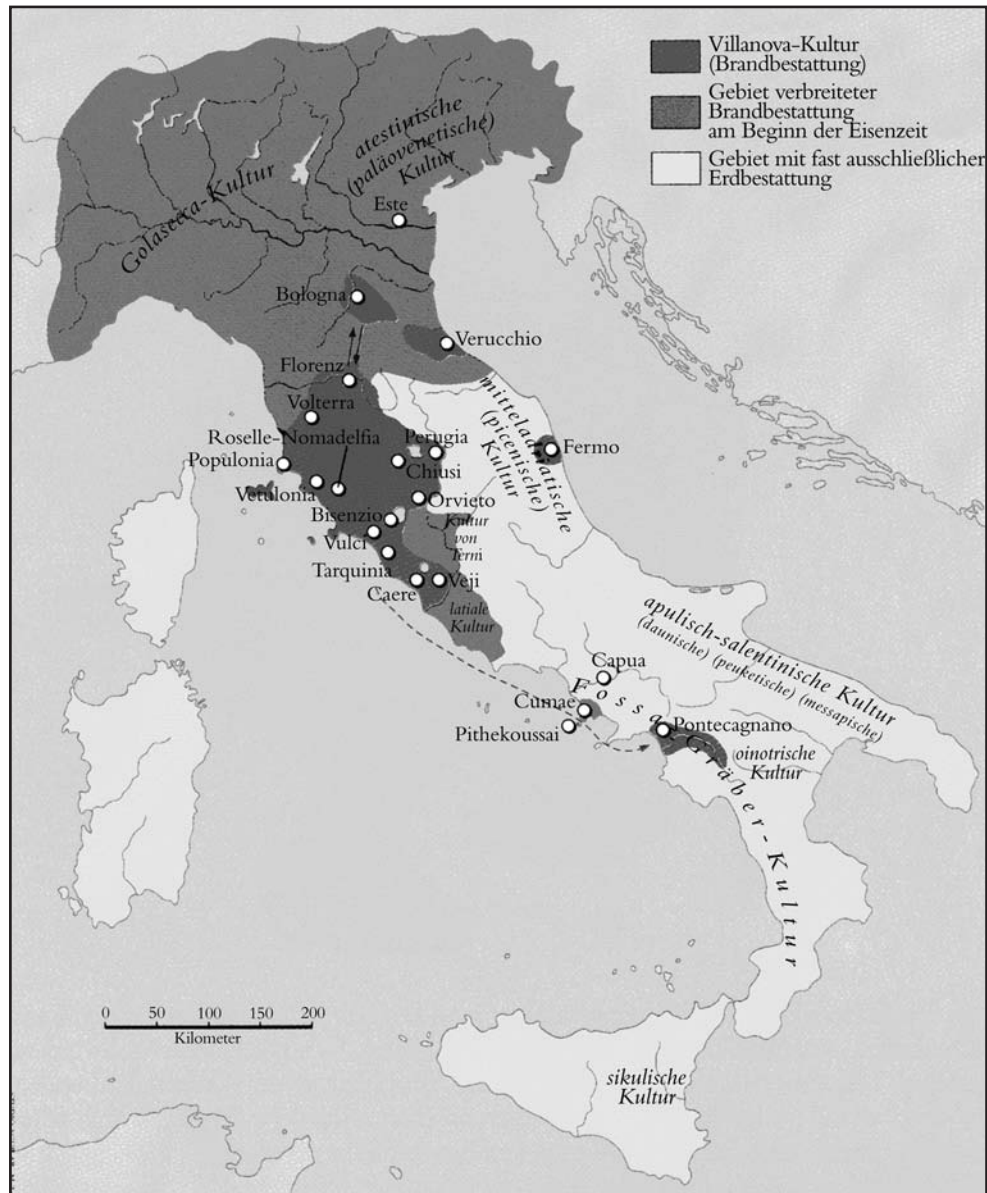 Villanova-Kultur
(Brandbestattung)
Gebiet verbreiteter
Brandbestattung
am Beginn der Eisenzeit
Gebiet mit fast ausschließlicher
Erdbestattung
atestinische
(paläovenetische)
Kultur
Golasecca-Kultur
Este
Bologna
Verucchio
Florenz
Volterra
mitteladriatische
(picenische)
Kultur
Roselle-Nomadelfia
Perugia
Fermo
Populonia
Chiusi
Vetulonia
Orvieto
Bisenzio
Kultur
von
Terni
Vulci
Tarquinia
Veji
Caere
latiale
Kultur
apulisch-salentinische Kultur
(daunische) (peuketische) (messapische)
Capua
Fossa-Gräber-Kultur
Cumae
Pithekoussai
Pontecagnano
oinotrische
Kultur
0 50 100 150 200
Kilometer
sikulische
Kultur